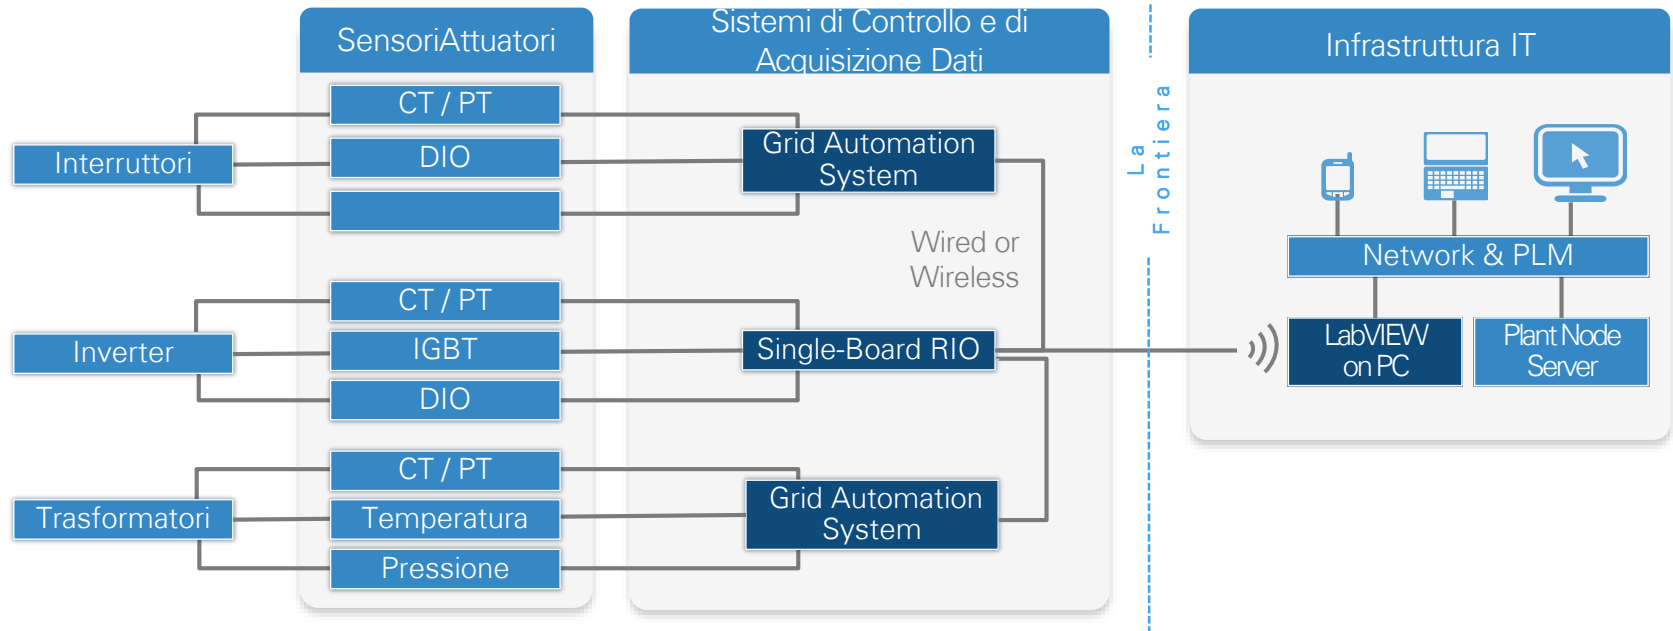 SensoriAttuatori
Sistemi di Controllo e di
Acquisizione Dati
Infrastruttura IT
La
Frontiera
Interruttori
CT / PT
DIO
Grid Automation
System
Wired or
Wireless
Inverter
CT / PT
IGBT
DIO
Single-Board RIO
Trasformatori
CT / PT
Temperatura
Pressione
Grid Automation
System
Network & PLM
LabVIEW
on PC
Plant Node
Server